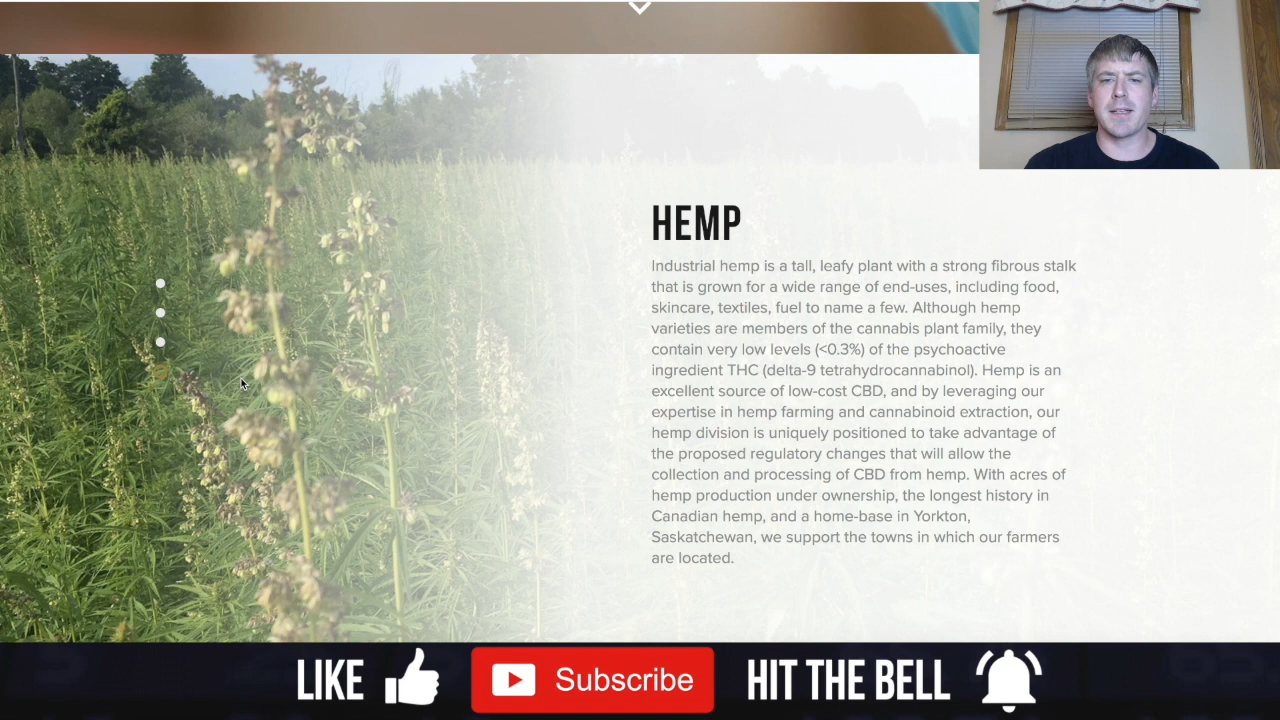 HEMP
Industrial hemp is a tall, leafy plant with a strong fibrous stalk
that is grown for a wide range of end-uses, including food,
skincare, textiles, fuel to name a few. Although hemp
varieties are members of the cannabis plant family, they
contain very low levels (<0.3%) of the psychoactive
ingredient THC (delta-9 tetrahydrocannabinol). Hemp is an
excellent source of low-cost CBD, and by leveraging our
expertise in hemp farming and cannabinoid extraction, our
hemp division is uniquely positioned to take advantage of
the proposed regulatory changes that will allow the
collection and processing of CBD from hemp. With acres of
hemp production under ownership, the longest history in
Canadian hemp, and a home-base in Yorkton,
Saskatchewan, we support the towns in which our farmers
are located.
LIKE Subscribe HIT THE BELL